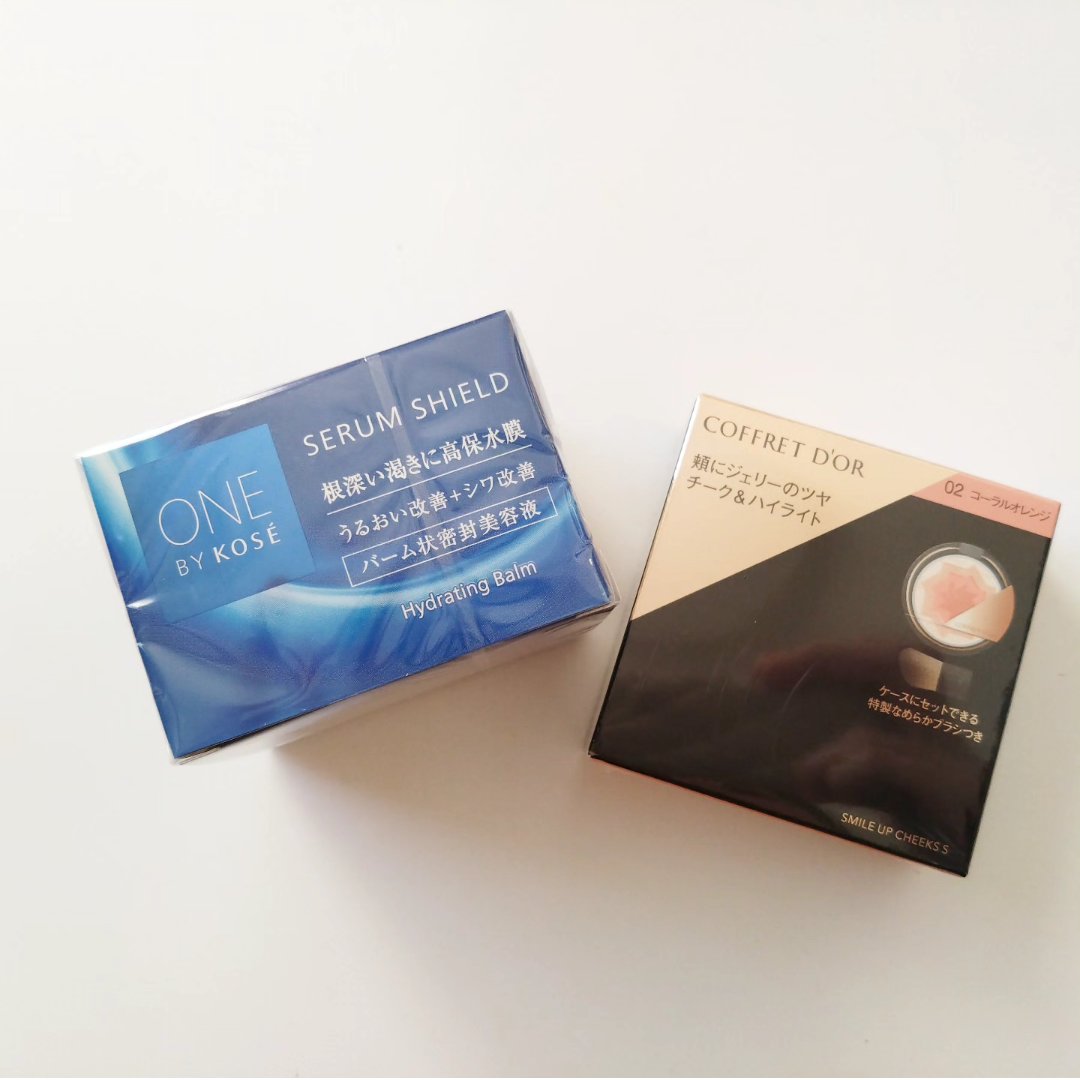 ONE
BY KOSÉ
SERUM SHIELD
根深い渇きに高保水膜
うるおい改善+シワ改善
バーム状密封美容液
Hydrating Balm
COFFRET D'OR
頬にジェリーのツヤ
チーク&ハイライト
02 コーラルオレンジ
ケースにセットできる
特製なめらかブラシつき
SMILE UP CHEEKS S